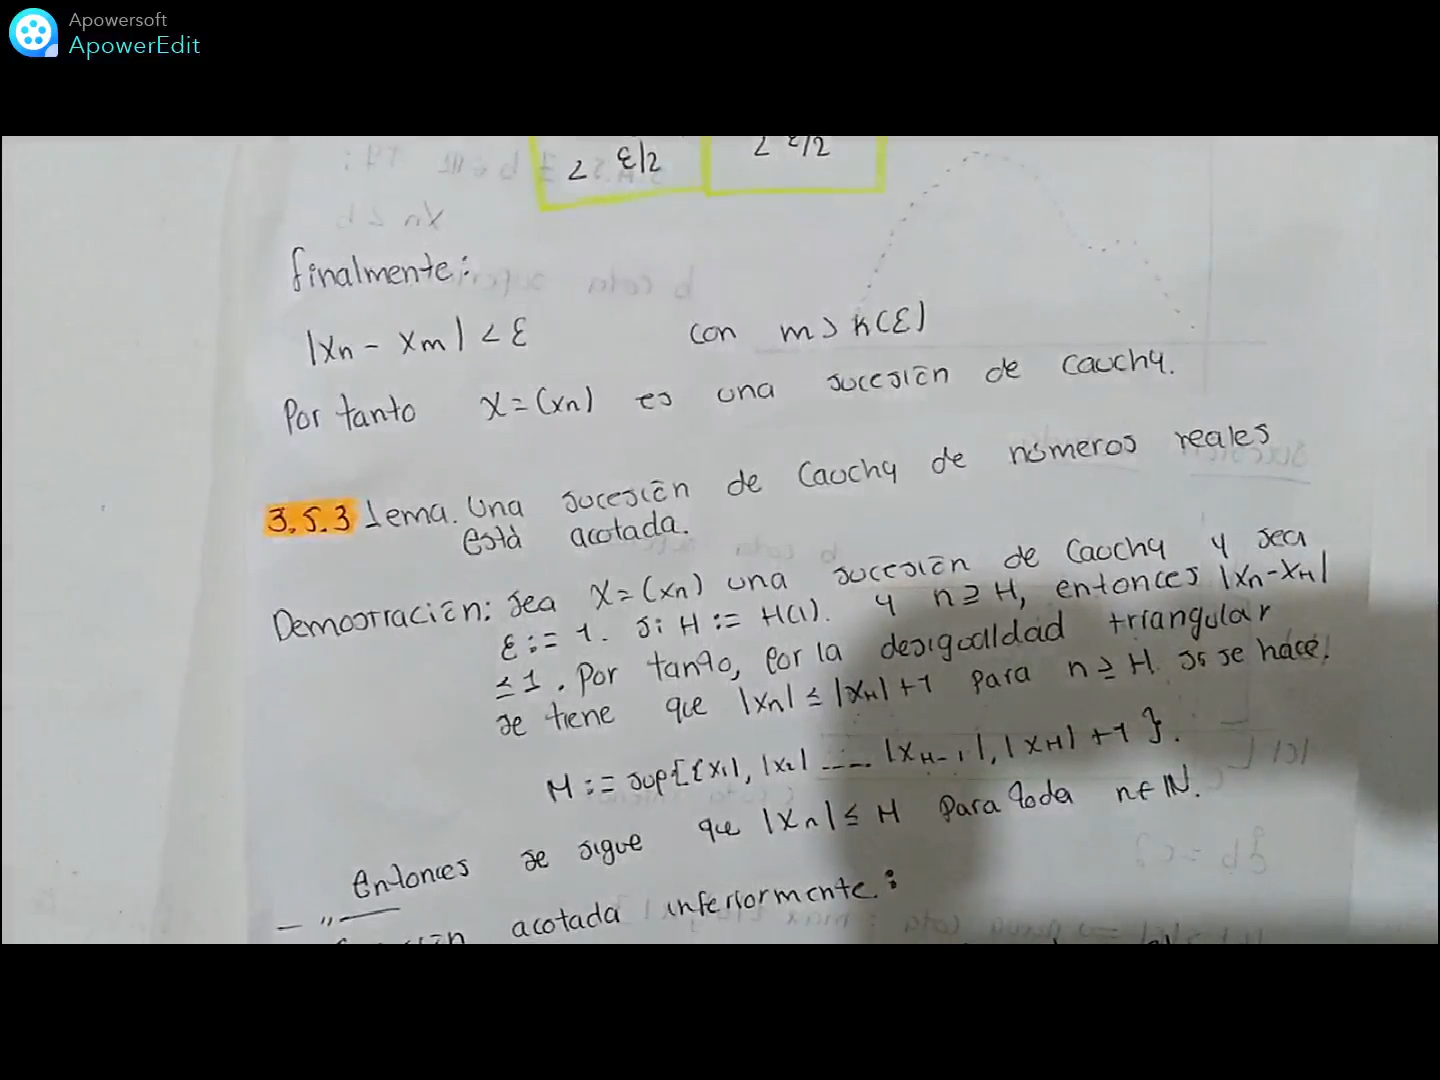 Apowersoft
ApowerEdit
< ε/2 < ε/2
finalmente:
|xn - xm| < ε con m > K(ε)
Por tanto X = (xn) es una sucesión de Cauchy.
3.5.3 Lema. Una sucesión de Cauchy de números reales
está acotada.
Demostración: sea X = (xn) una sucesión de Cauchy y sea
ε := 1. Si H := H(1). y n ≥ H, entonces |xn - xH|
≤ 1. Por tanto, por la desigualdad triangular
se tiene que |xn| ≤ |xH| + 1 para n ≥ H. Si se hace:
M := sup{|x1|, |x2| ...... |xH-1|, |xH| + 1}.
Entonces se sigue que |xn| ≤ M para toda n ∈ ℕ.
acotada inferiormente: